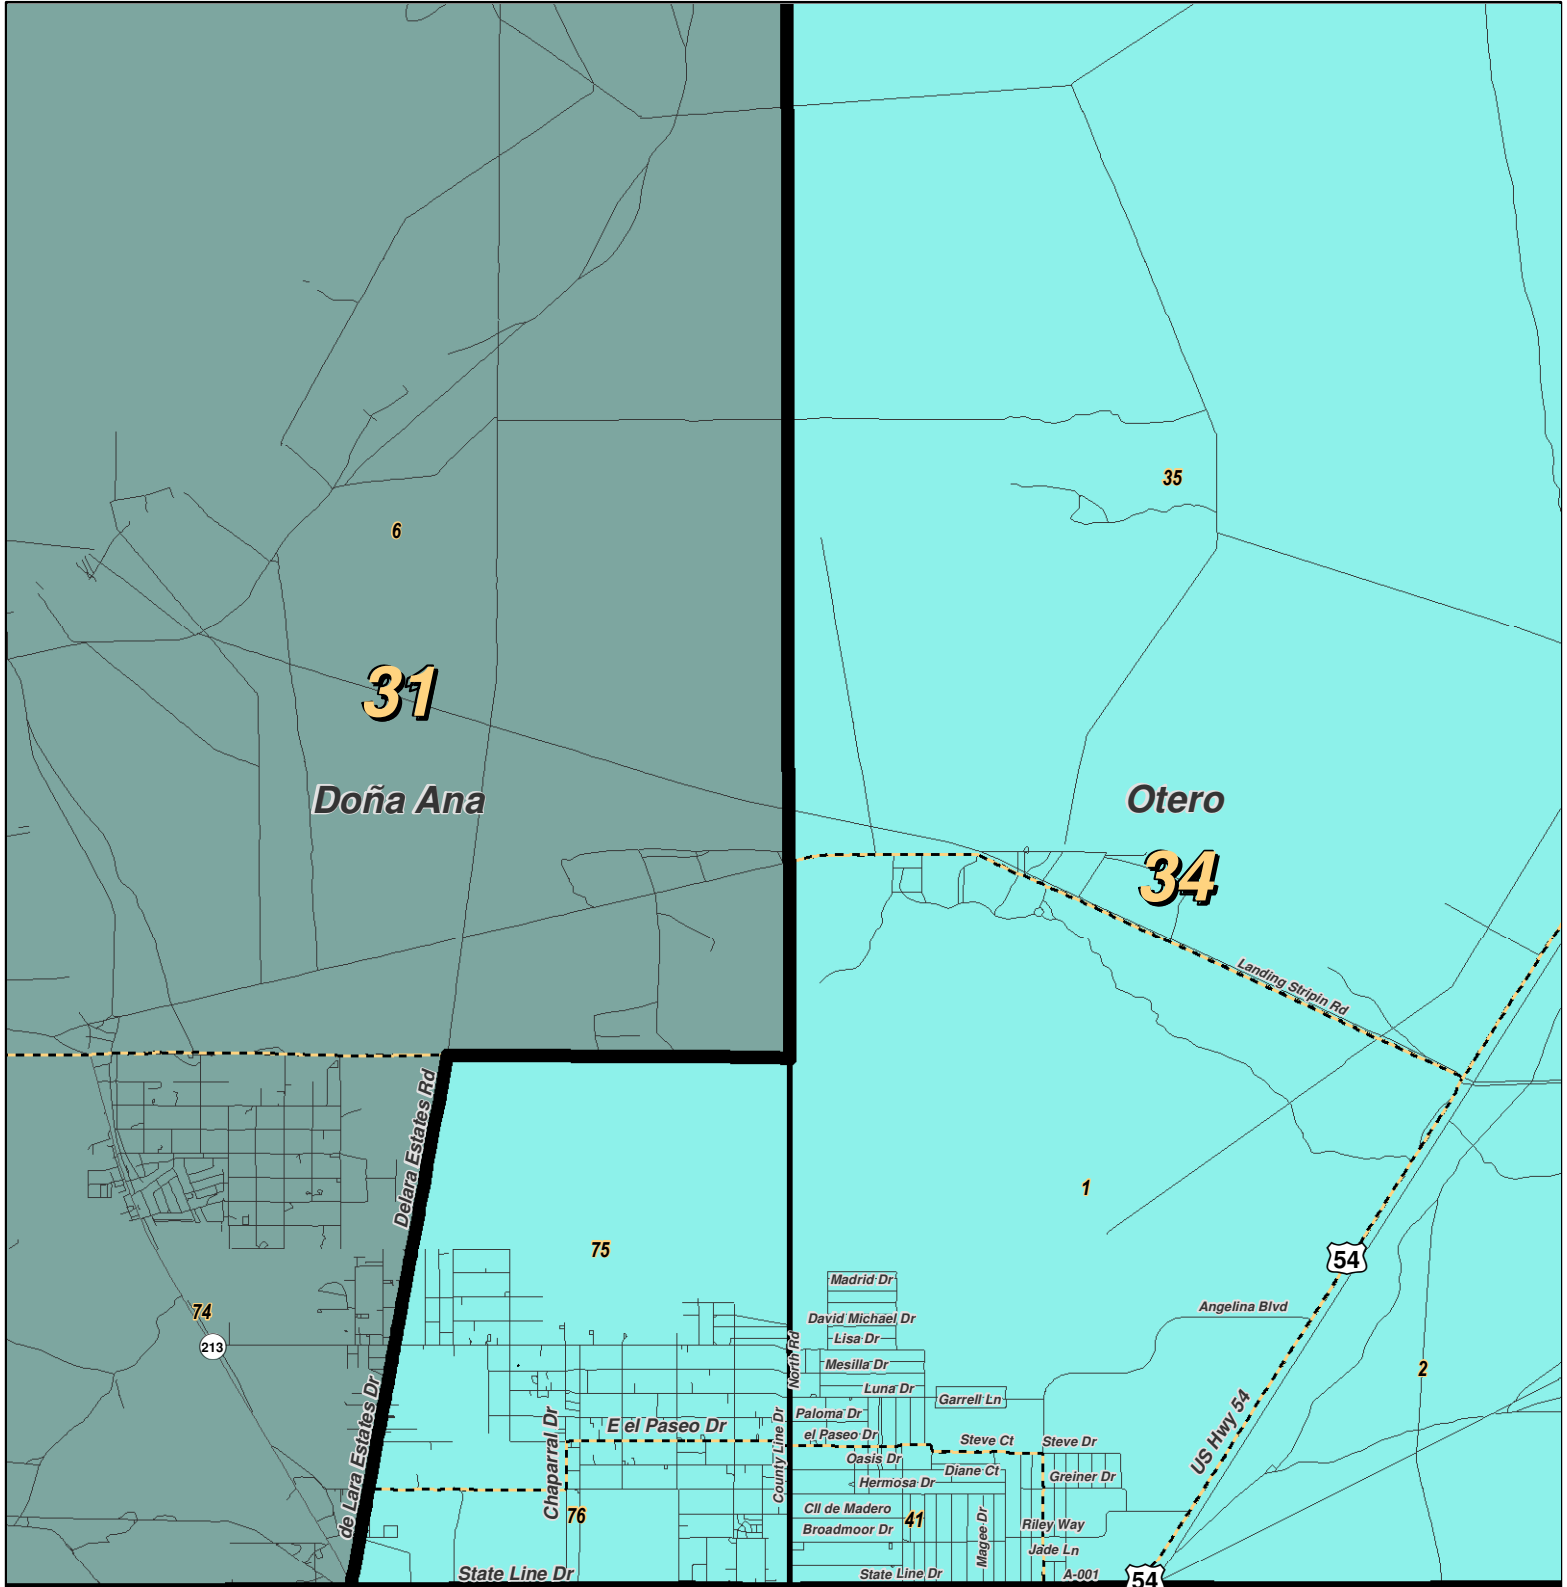 35
6
31
Doña Ana
Otero
34
Landing Stripin Rd
Delara Estates Rd
1
75
54
Madrid Dr
Angelina Blvd
74
David Michael Dr
213
Lisa Dr
North Rd
Mesilla Dr
2
Luna Dr
Garrell Ln
de Lara Estates Dr
Chaparral Dr
E el Paseo Dr
County Line Dr
Paloma Dr
el Paseo Dr
Steve Ct
Steve Dr
US Hwy 54
Oasis Dr
Diane Ct
Greiner Dr
Hermosa Dr
Cll de Madero
76
41
Broadmoor Dr
Magee Dr
Riley Way
Jade Ln
State Line Dr
State Line Dr
A-001
54